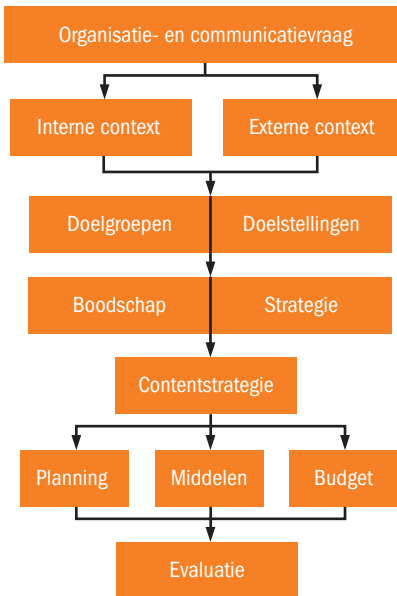 Organisatie- en communicatievraag
Interne context
Externe context
Doelgroepen
Doelstellingen
Boodschap
Strategie
Contentstrategie
Planning
Middelen
Budget
Evaluatie